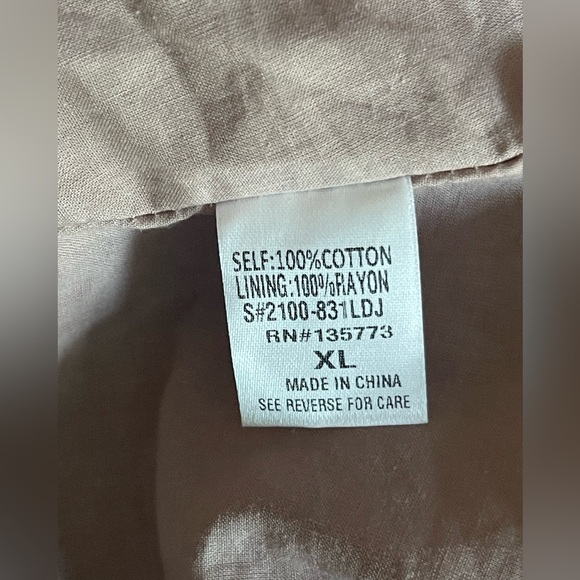 SELF:100%COTTON
LINING:100%RAYON
S#2100-831LDJ
RN#135773
XL
MADE IN CHINA
SEE REVERSE FOR CARE